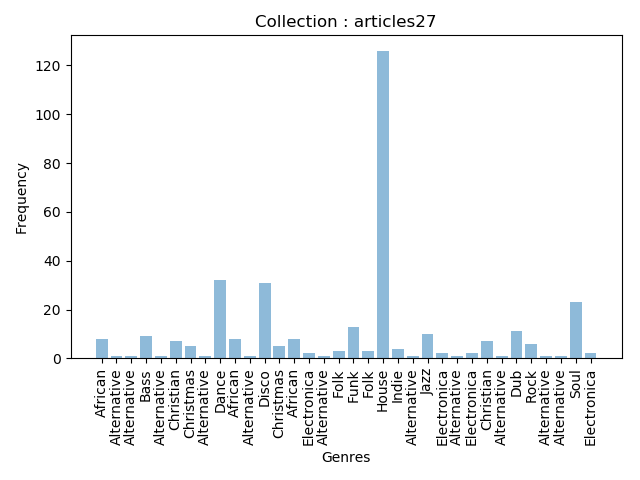 Collection : articles27
Frequency
120
100
80
60
40
20
0
African
Alternative
Alternative
Bass
Alternative
Christian
Christmas
Alternative
Dance
African
Alternative
Disco
Christmas
African
Electronica
Alternative
Folk
Funk
Folk
House
Indie
Alternative
Jazz
Electronica
Alternative
Electronica
Christian
Alternative
Dub
Rock
Alternative
Alternative
Soul
Electronica
Genres